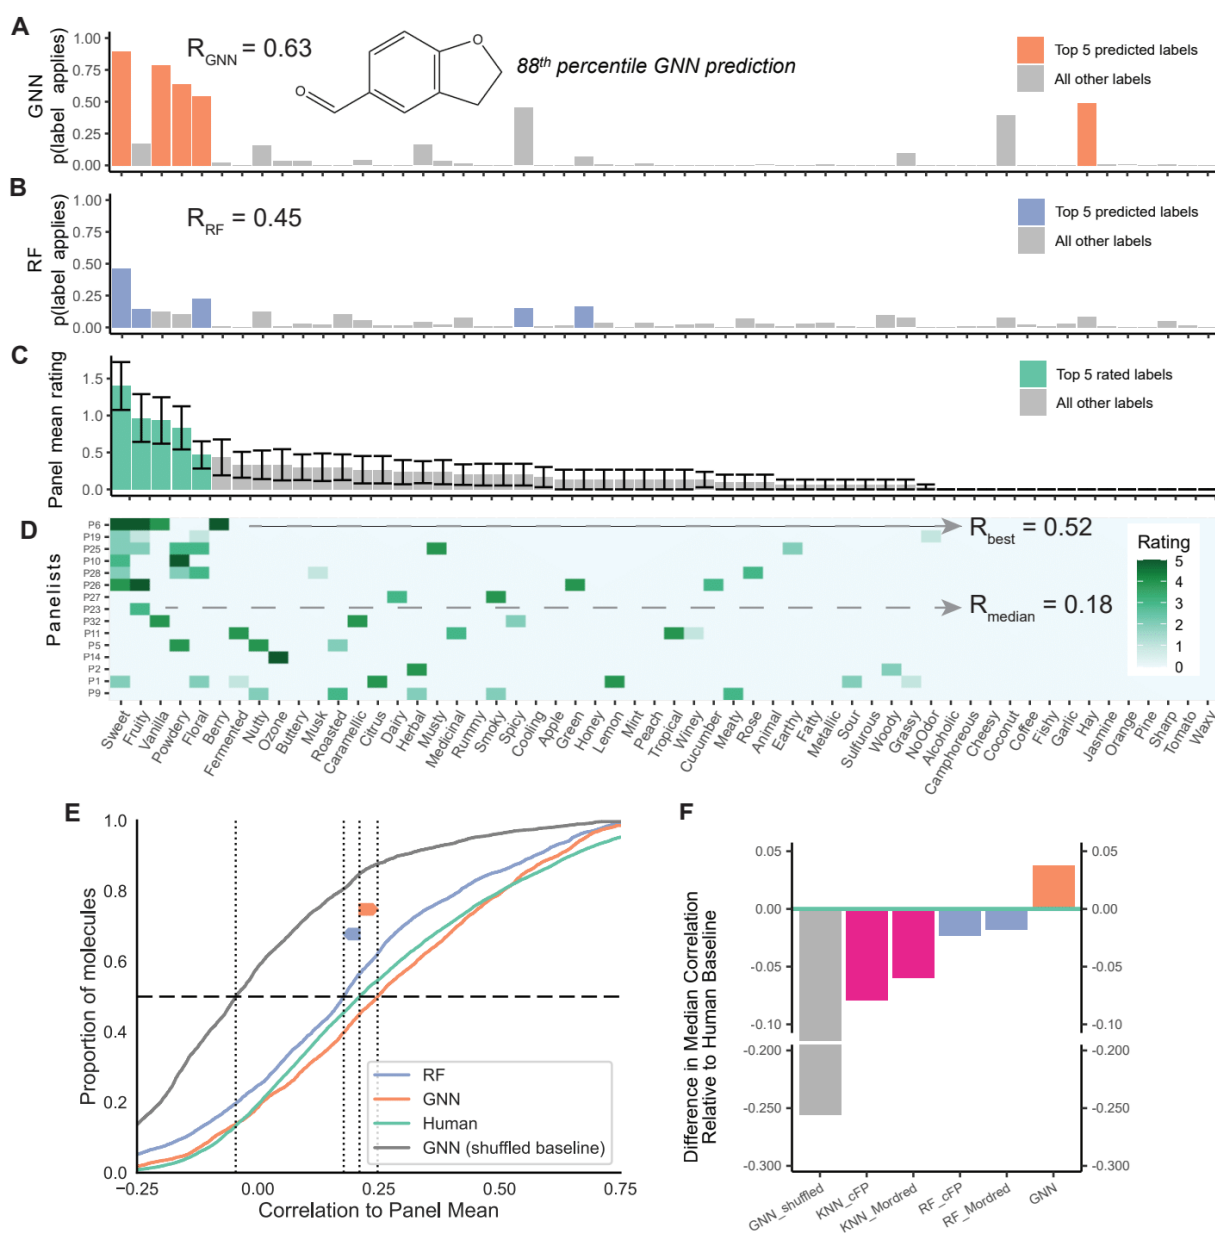 A
GNN
p(label applies)
1.00
0.75
0.50
0.25
0.00
R_GNN = 0.63
O
O
88th percentile GNN prediction
Top 5 predicted labels
All other labels
B
RF
p(label applies)
1.00
0.75
0.50
0.25
0.00
R_RF = 0.45
Top 5 predicted labels
All other labels
C
Panel mean rating
1.5
1.0
0.5
0.0
Top 5 rated labels
All other labels
D
Panelists
P6
P19
P25
P10
P28
P26
P27
P23
P32
P11
P5
P14
P2
P1
P9
R_best = 0.52
R_median = 0.18
Rating
5
4
3
2
1
0
Sweet
Fruity
Vanilla
Powdery
Floral
Berry
Fermented
Nutty
Ozone
Buttery
Musk
Roasted
Caramellic
Citrus
Dairy
Herbal
Musty
Medicinal
Rummy
Smoky
Spicy
Cooling
Apple
Green
Honey
Lemon
Mint
Peach
Tropical
Winey
Cucumber
Meaty
Rose
Animal
Earthy
Fatty
Metallic
Sour
Sulfurous
Woody
Grassy
NoOdor
Alcoholic
Camphoreous
Cheesy
Coconut
Coffee
Fishy
Garlic
Hay
Jasmine
Orange
Pine
Sharp
Tomato
Waxy
E
Proportion of molecules
1.0
0.8
0.6
0.4
0.2
0.0
RF
GNN
Human
GNN (shuffled baseline)
−0.25
0.00
0.25
0.50
0.75
Correlation to Panel Mean
F
Difference in Median Correlation
Relative to Human Baseline
0.05
0.00
-0.05
-0.10
-0.200
-0.250
-0.300
0.05
0.00
-0.05
-0.10
-0.200
-0.250
-0.300
GNN_shuffled
KNN_cFP
KNN_Mordred
RF_cFP
RF_Mordred
GNN